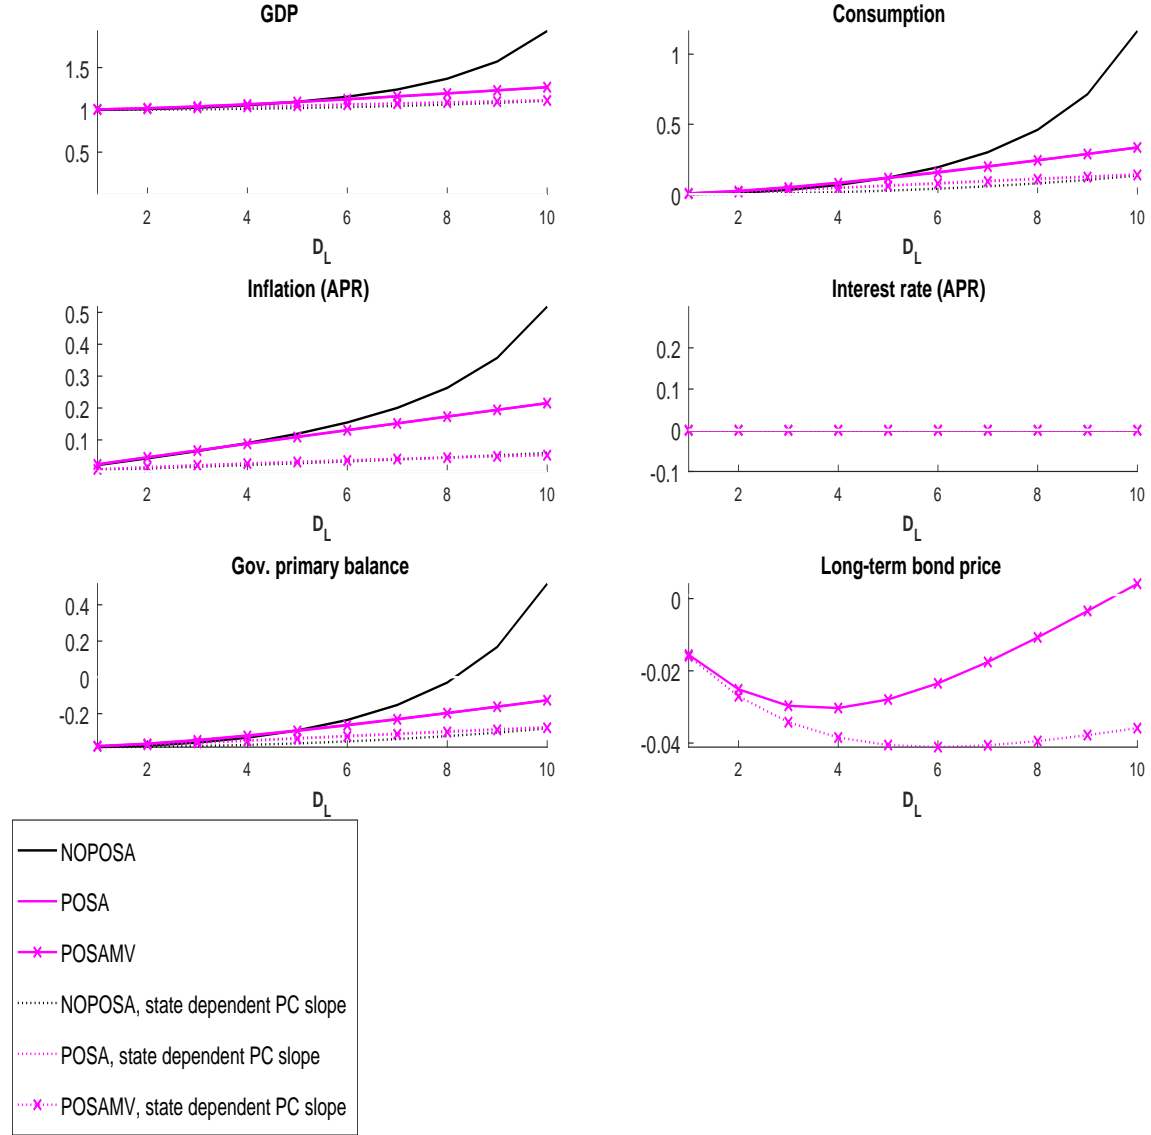 GDP
1.5
1
0.5
2 4 6 8 10
D_L
Consumption
1
0.5
0
2 4 6 8 10
D_L
Inflation (APR)
0.5
0.4
0.3
0.2
0.1
2 4 6 8 10
D_L
Interest rate (APR)
0.2
0.1
0
-0.1
2 4 6 8 10
D_L
Gov. primary balance
0.4
0.2
0
-0.2
2 4 6 8 10
D_L
Long-term bond price
0
-0.02
-0.04
2 4 6 8 10
D_L
NOPOSA
POSA
POSAMV
NOPOSA, state dependent PC slope
POSA, state dependent PC slope
POSAMV, state dependent PC slope